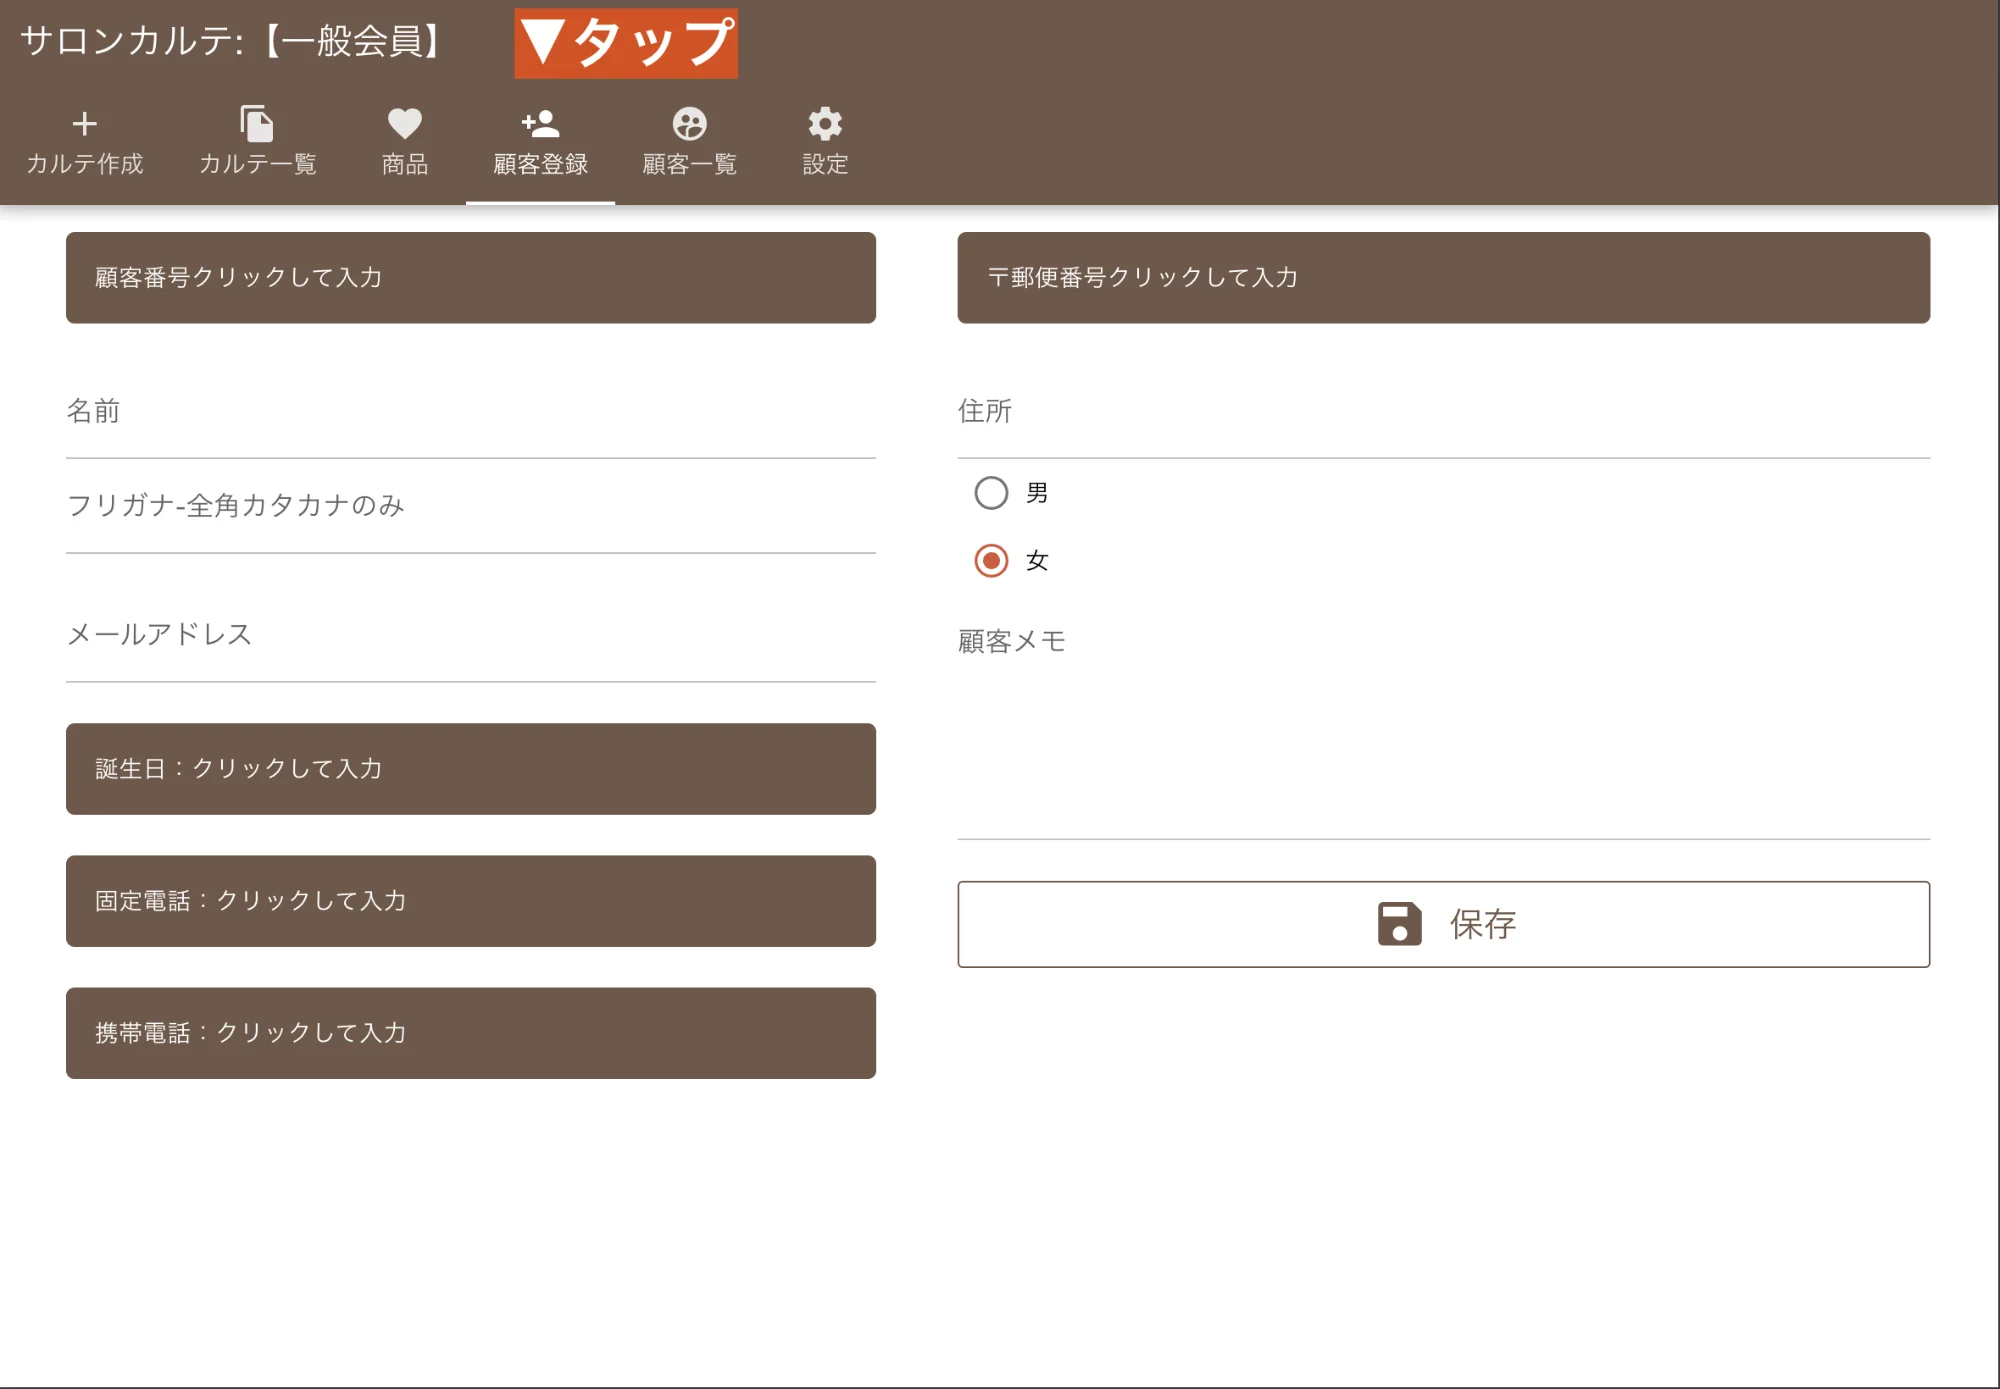 サロンカルテ:【一般会員】
▼タップ
カルテ作成
カルテ一覧
商品
顧客登録
顧客一覧
設定
顧客番号クリックして入力
名前
フリガナ-全角カタカナのみ
メールアドレス
誕生日：クリックして入力
固定電話：クリックして入力
携帯電話：クリックして入力
〒郵便番号クリックして入力
住所
男
女
顧客メモ
保存